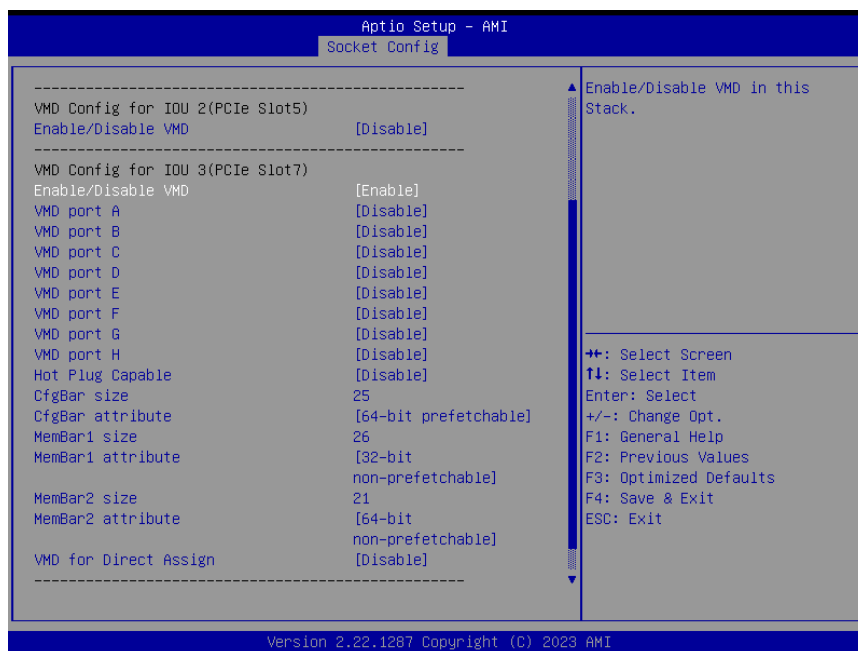 Aptio Setup - AMI
Socket Config
--------------------------------------------------
VMD Config for IOU 2(PCIe Slot5)
Enable/Disable VMD [Disable]
--------------------------------------------------
VMD Config for IOU 3(PCIe Slot7)
Enable/Disable VMD [Enable]
VMD port A [Disable]
VMD port B [Disable]
VMD port C [Disable]
VMD port D [Disable]
VMD port E [Disable]
VMD port F [Disable]
VMD port G [Disable]
VMD port H [Disable]
Hot Plug Capable [Disable]
CfgBar size 25
CfgBar attribute [64-bit prefetchable]
MemBar1 size 26
MemBar1 attribute [32-bit
non-prefetchable]
MemBar2 size 21
MemBar2 attribute [64-bit
non-prefetchable]
VMD for Direct Assign [Disable]
--------------------------------------------------
Enable/Disable VMD in this
Stack.
→←: Select Screen
↑↓: Select Item
Enter: Select
+/-: Change Opt.
F1: General Help
F2: Previous Values
F3: Optimized Defaults
F4: Save & Exit
ESC: Exit
Version 2.22.1287 Copyright (C) 2023 AMI